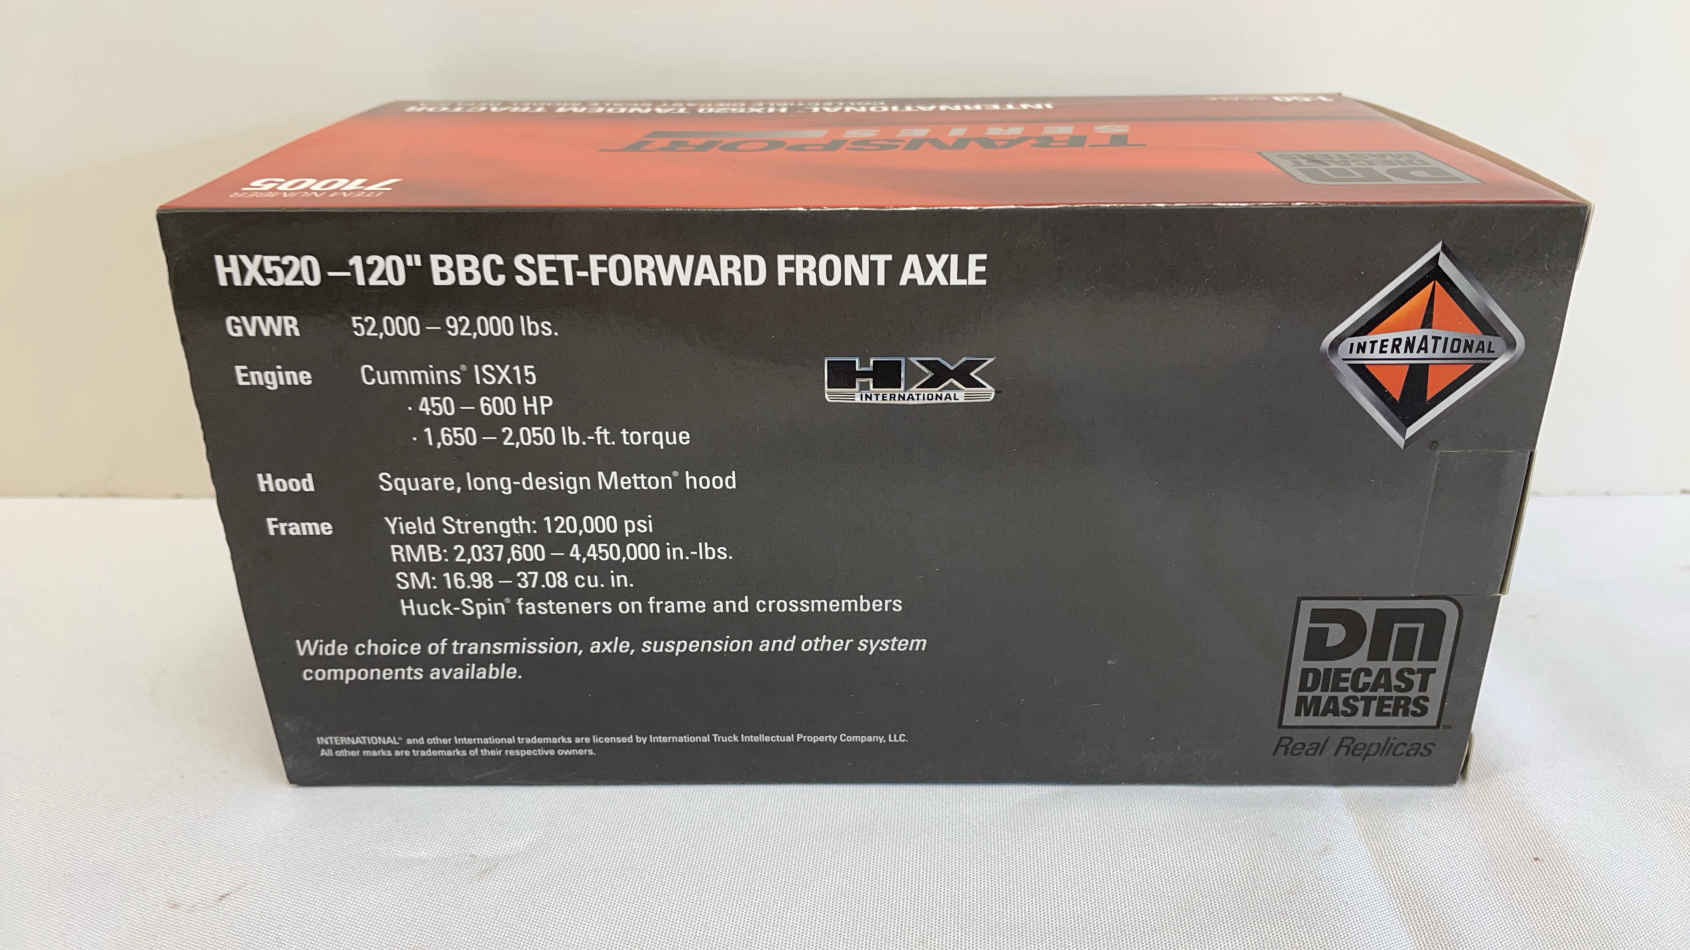 INTERNATIONAL HX520 TANDEM TRACTOR
TRANSPORT
SERIES
ITEM NUMBER
71005
DM
HX520 –120" BBC SET-FORWARD FRONT AXLE
GVWR 52,000 – 92,000 lbs.
Engine Cummins® ISX15
· 450 – 600 HP
· 1,650 – 2,050 lb.-ft. torque
Hood Square, long-design Metton® hood
Frame Yield Strength: 120,000 psi
RMB: 2,037,600 – 4,450,000 in.-lbs.
SM: 16.98 – 37.08 cu. in.
Huck-Spin® fasteners on frame and crossmembers
Wide choice of transmission, axle, suspension and other system
components available.
INTERNATIONAL® and other International trademarks are licensed by International Truck Intellectual Property Company, LLC.
All other marks are trademarks of their respective owners.
HX
INTERNATIONAL
INTERNATIONAL
DM
DIECAST
MASTERS
Real Replicas